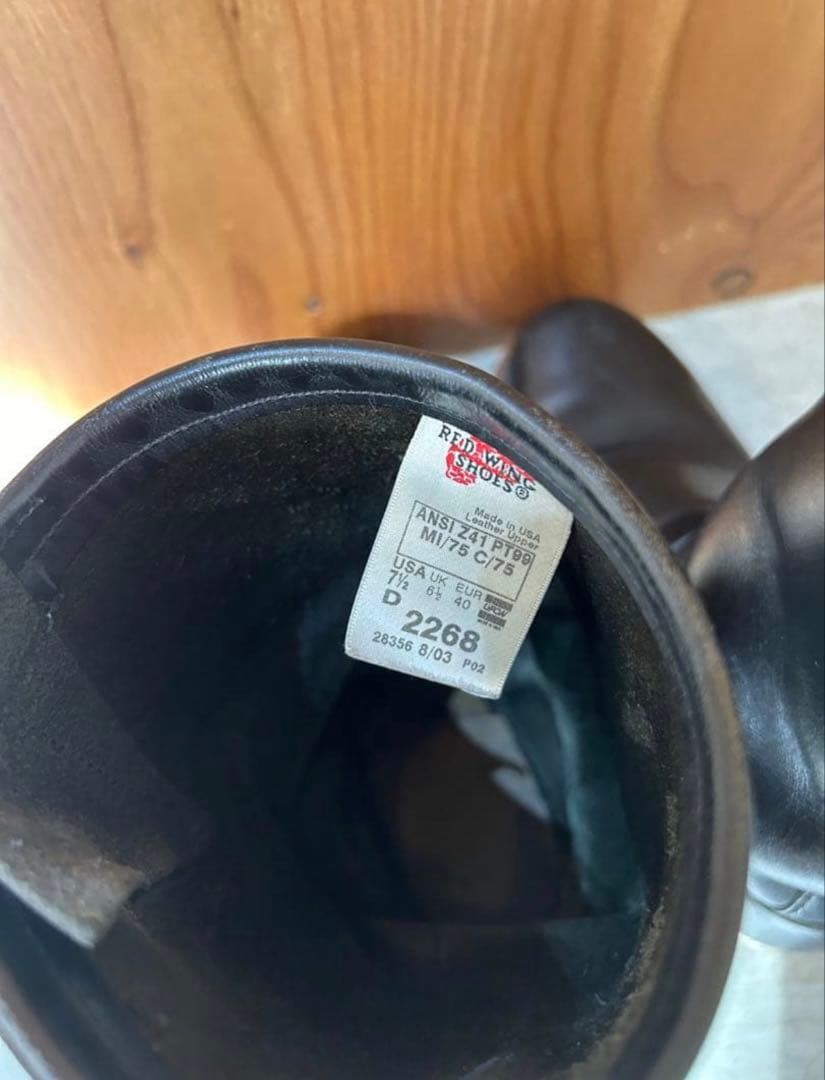 RED WING
SHOES®
Made in USA
Leather Upper
ANSI Z41 PT99
MI/75 C/75
USA UK EUR
7½ 6½ 40
D
2268
28356 8/03 P02